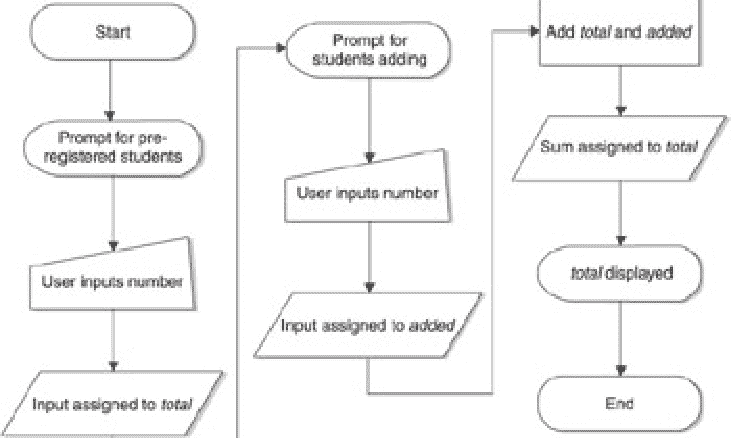 Start
Prompt for pre-
registered students
User inputs number
Input assigned to total
Prompt for
students adding
User inputs number
Input assigned to added
Add total and added
Sum assigned to total
total displayed
End